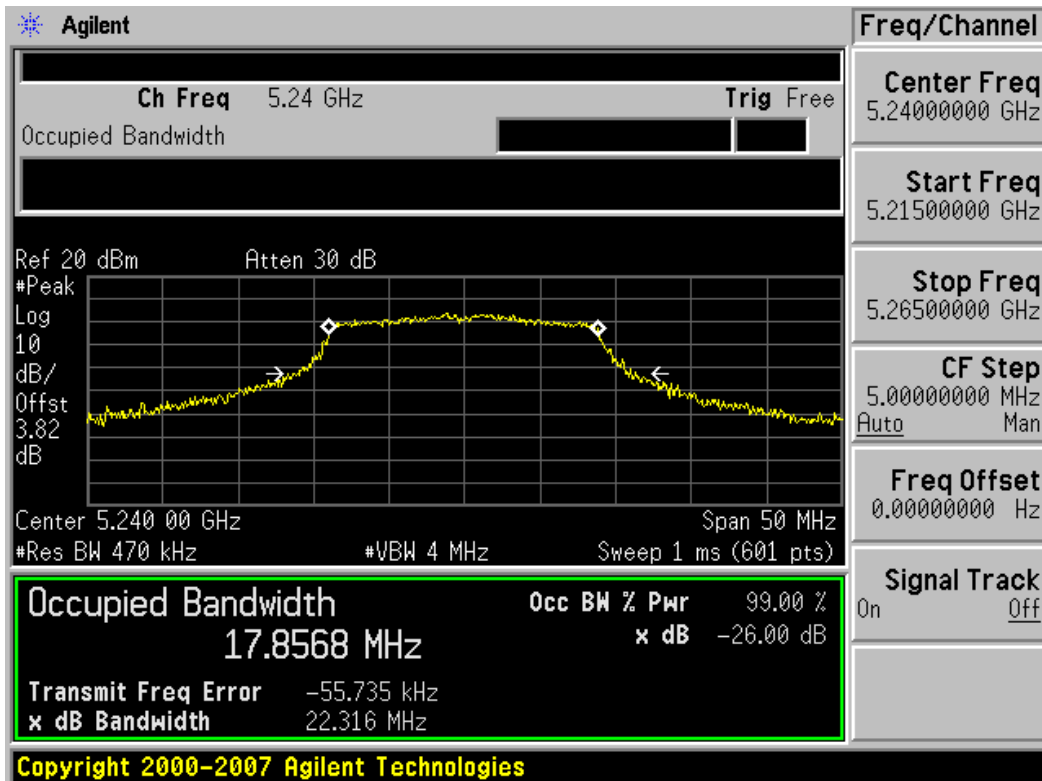 Agilent
Freq/Channel
Ch Freq 5.24 GHz Trig Free
Occupied Bandwidth
Center Freq
5.24000000 GHz
Start Freq
5.21500000 GHz
Stop Freq
5.26500000 GHz
CF Step
5.00000000 MHz
Auto Man
Freq Offset
0.00000000 Hz
Signal Track
On Off
Ref 20 dBm Atten 30 dB
#Peak
Log
10
dB/
Offst
3.82
dB
Center 5.240 00 GHz Span 50 MHz
#Res BW 470 kHz #VBW 4 MHz Sweep 1 ms (601 pts)
Occupied Bandwidth Occ BW % Pwr 99.00 %
17.8568 MHz x dB -26.00 dB
Transmit Freq Error -55.735 kHz
x dB Bandwidth 22.316 MHz
Copyright 2000-2007 Agilent Technologies